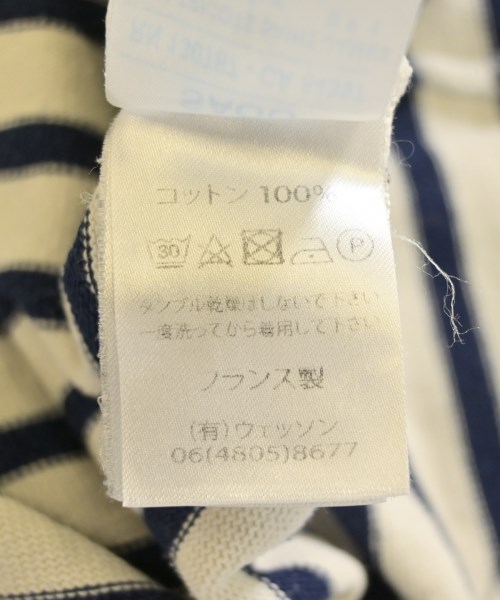 コットン 100%
30 P
タンブル乾燥はしないで下さい
一度洗ってから着用して下さい
フランス製
(有)ウェッソン
06(4805)8677